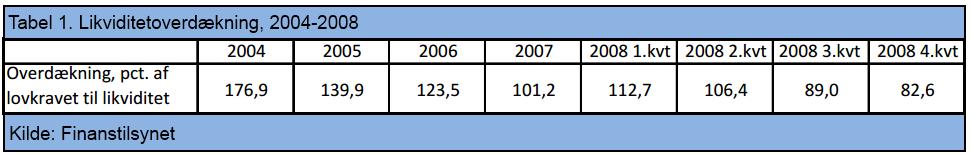 Tabel 1. Likviditetoverdækning, 2004-2008
2004 2005 2006 2007 2008 1.kvt 2008 2.kvt 2008 3.kvt 2008 4.kvt
Overdækning, pct. af
lovkravet til likviditet 176,9 139,9 123,5 101,2 112,7 106,4 89,0 82,6
Kilde: Finanstilsynet